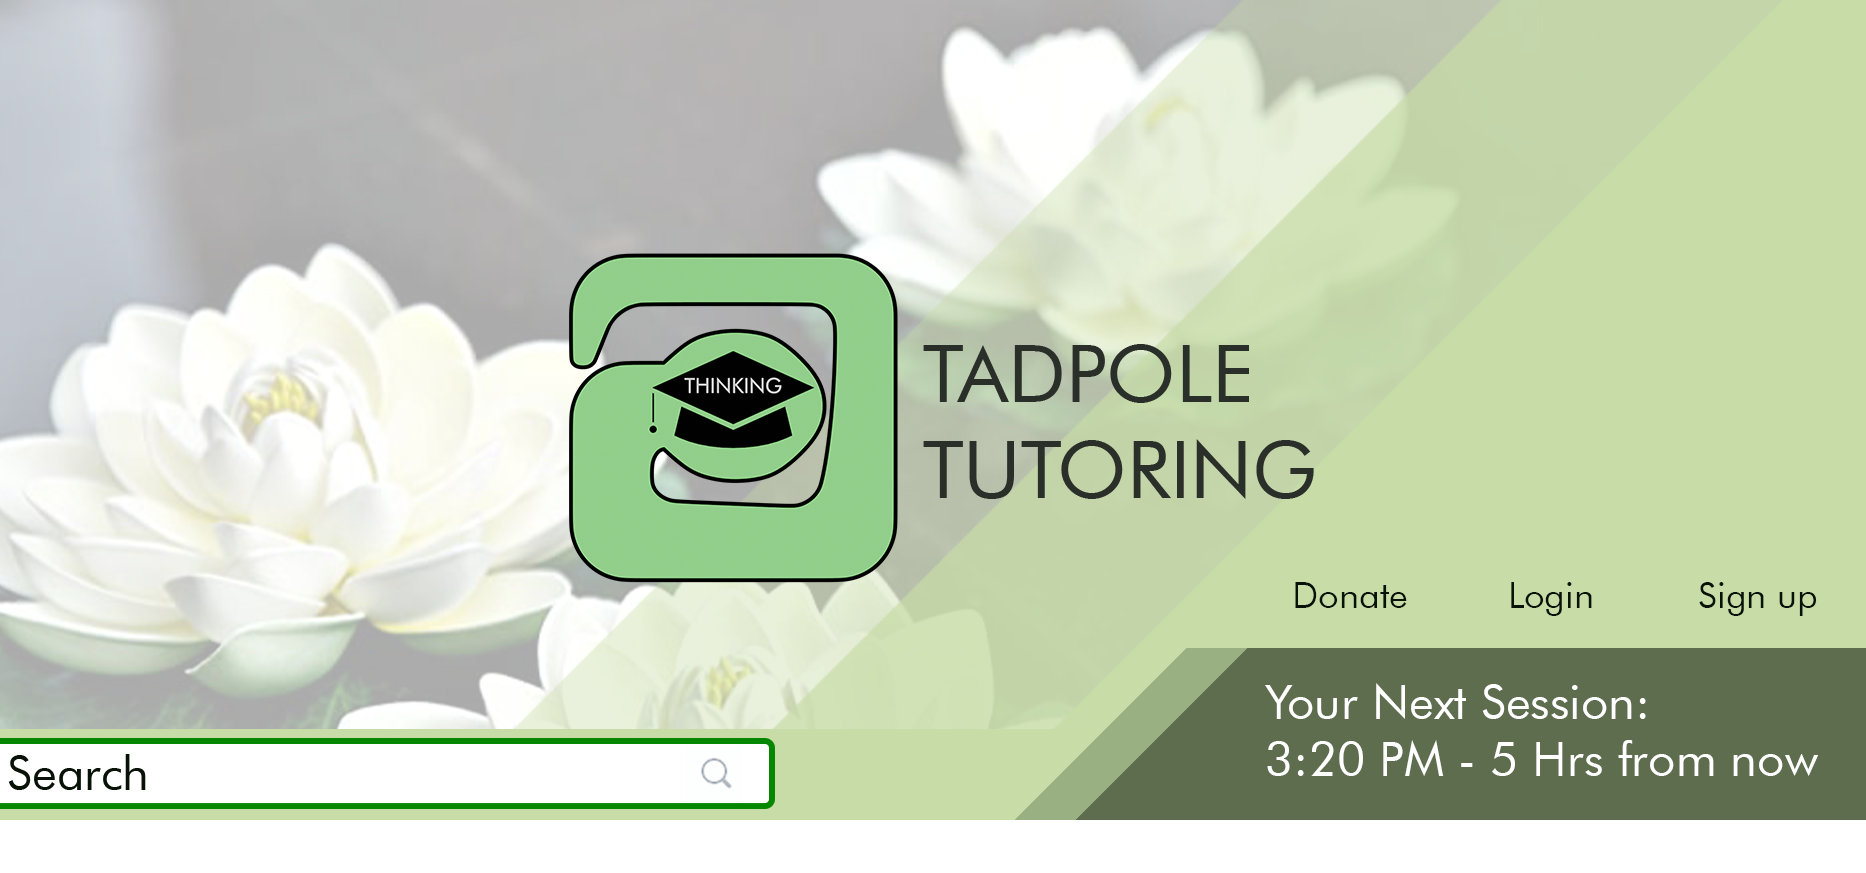 THINKING
TADPOLE
TUTORING
Donate
Login
Sign up
Your Next Session:
3:20 PM - 5 Hrs from now
Search